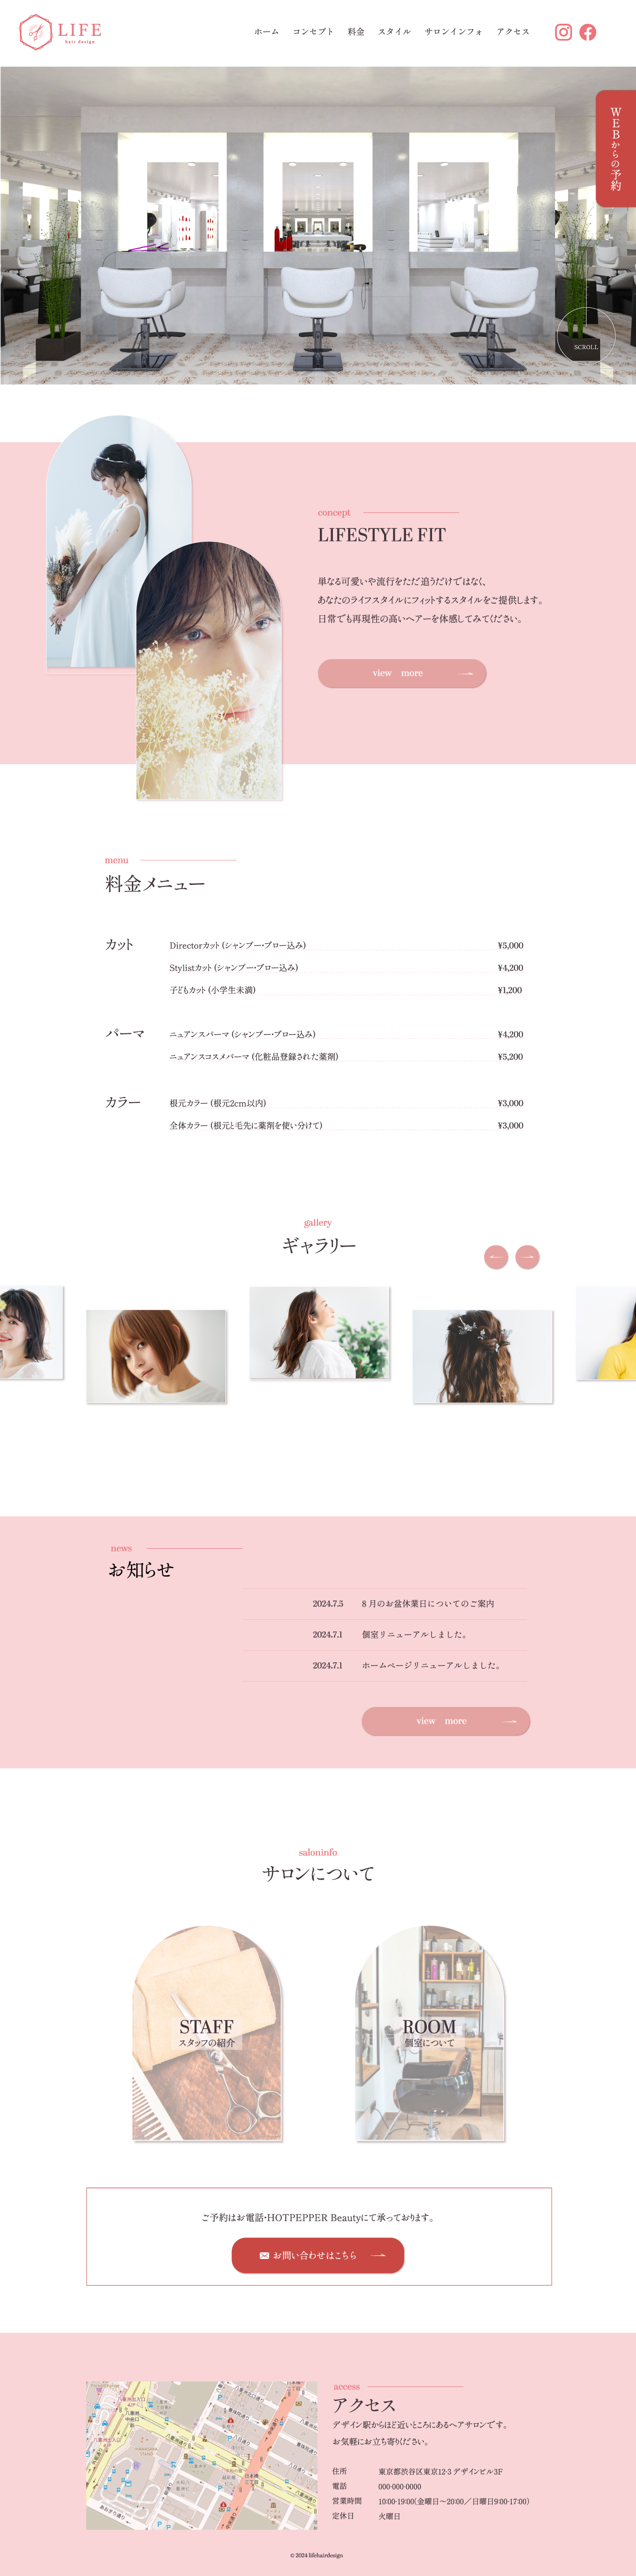 LIFE
hair design
ホーム コンセプト 料金 スタイル サロンインフォ アクセス
WEBからの予約
SCROLL
concept
LIFESTYLE FIT
単なる可愛いや流行をただ追うだけではなく、
あなたのライフスタイルにフィットするスタイルをご提供します。
日常でも再現性の高いヘアーを体感してみてください。
view more
menu
料金メニュー
カット
Directorカット (シャンプー・ブロー込み) ¥5,000
Stylistカット (シャンプー・ブロー込み) ¥4,200
子どもカット (小学生未満) ¥1,200
パーマ
ニュアンスパーマ (シャンプー・ブロー込み) ¥4,200
ニュアンスコスメパーマ (化粧品登録された薬剤) ¥5,200
カラー
根元カラー (根元2cm以内) ¥3,000
全体カラー (根元と毛先に薬剤を使い分けて) ¥3,000
gallery
ギャラリー
news
お知らせ
2024.7.5 8 月のお盆休業日についてのご案内
2024.7.1 個室リニューアルしました。
2024.7.1 ホームページリニューアルしました。
view more
saloninfo
サロンについて
STAFF
スタッフの紹介
ROOM
個室について
ご予約はお電話・HOTPEPPER Beautyにて承っております。
お問い合わせはこちら
access
アクセス
デザイン駅からほど近いところにあるヘアサロンです。
お気軽にお立ち寄りください。
住所 東京都渋谷区東京12-3 デザインビル3F
電話 000-000-0000
営業時間 10:00-19:00(金曜日〜20:00／日曜日9:00-17:00)
定休日 火曜日
© 2024 lifehairdesign